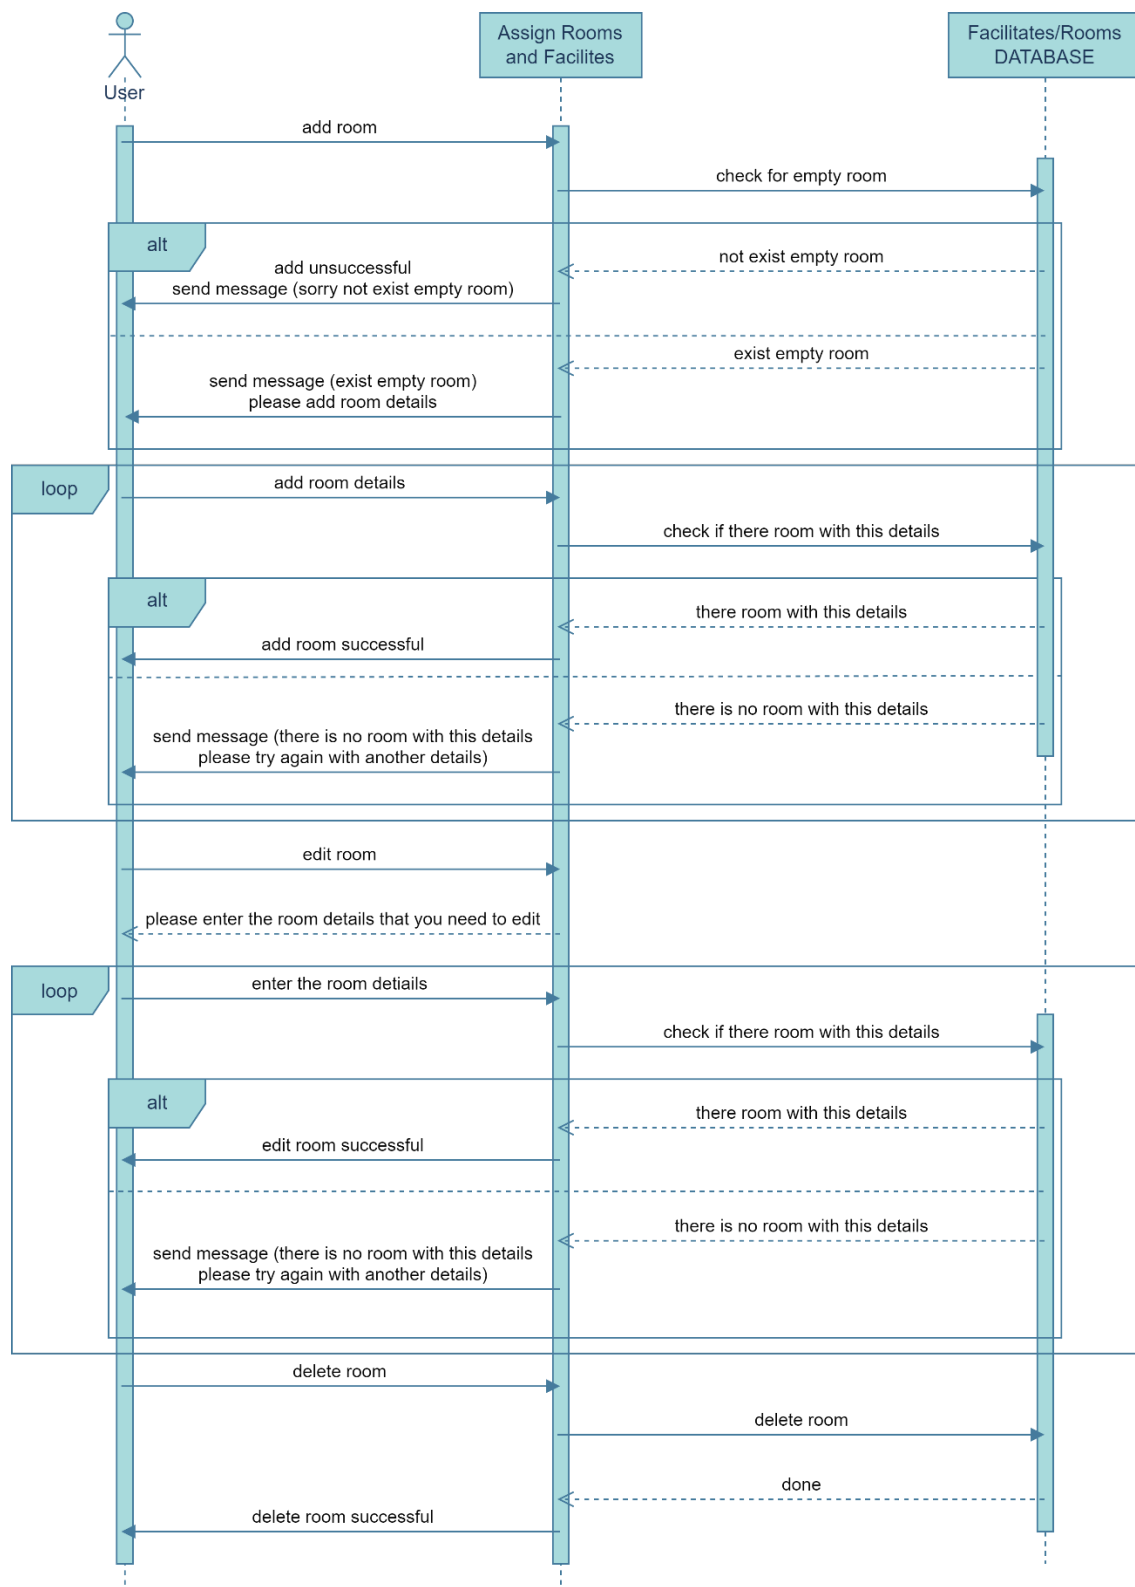 User
Assign Rooms
and Facilites
Facilitates/Rooms
DATABASE
add room
check for empty room
alt
not exist empty room
add unsuccessful
send message (sorry not exist empty room)
exist empty room
send message (exist empty room)
please add room details
loop
add room details
check if there room with this details
alt
there room with this details
add room successful
there is no room with this details
send message (there is no room with this details
please try again with another details)
edit room
please enter the room details that you need to edit
loop
enter the room detiails
check if there room with this details
alt
there room with this details
edit room successful
there is no room with this details
send message (there is no room with this details
please try again with another details)
delete room
delete room
done
delete room successful